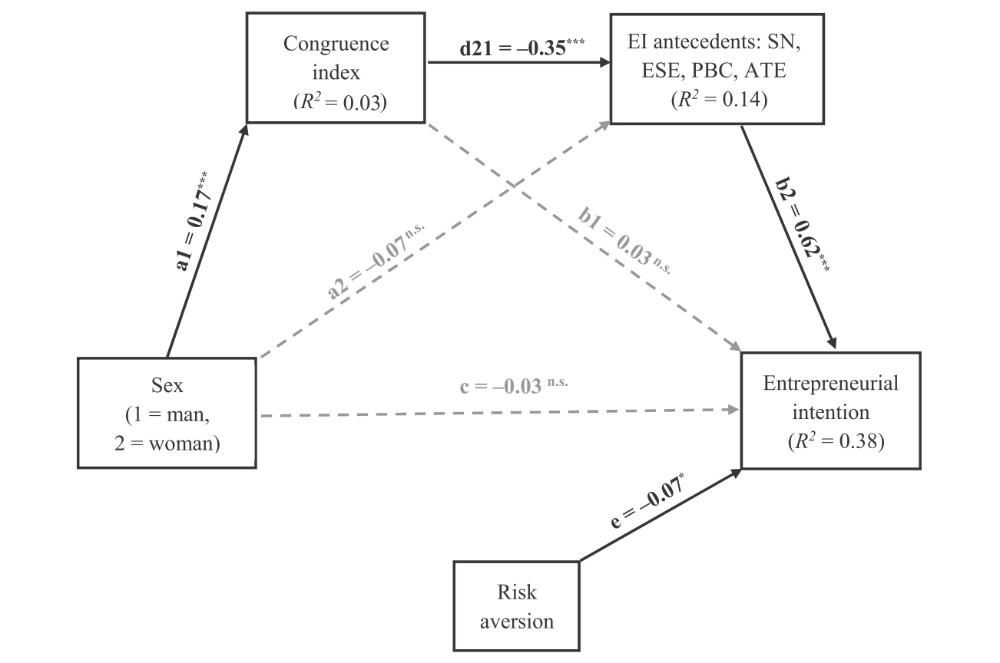 Congruence
index
(R² = 0.03)
d21 = –0.35***
EI antecedents: SN,
ESE, PBC, ATE
(R² = 0.14)
a1 = 0.17***
a2 = –0.07 n.s.
b1 = 0.03 n.s.
b2 = 0.62***
Sex
(1 = man,
2 = woman)
c = –0.03 n.s.
Entrepreneurial
intention
(R² = 0.38)
e = –0.07*
Risk
aversion